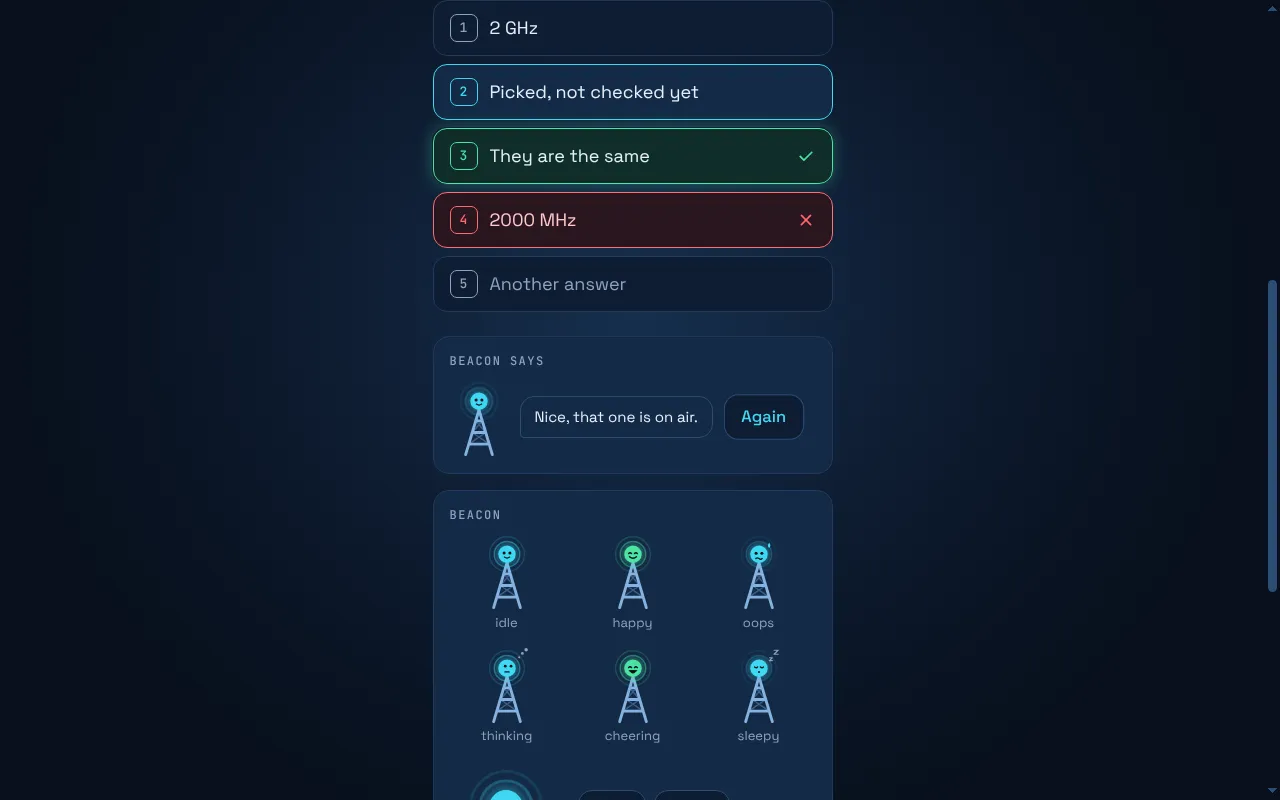 1 2 GHz
2 Picked, not checked yet
3 They are the same
4 2000 MHz
5 Another answer
BEACON SAYS
Nice, that one is on air. Again
BEACON
idle happy oops
z z
thinking cheering sleepy